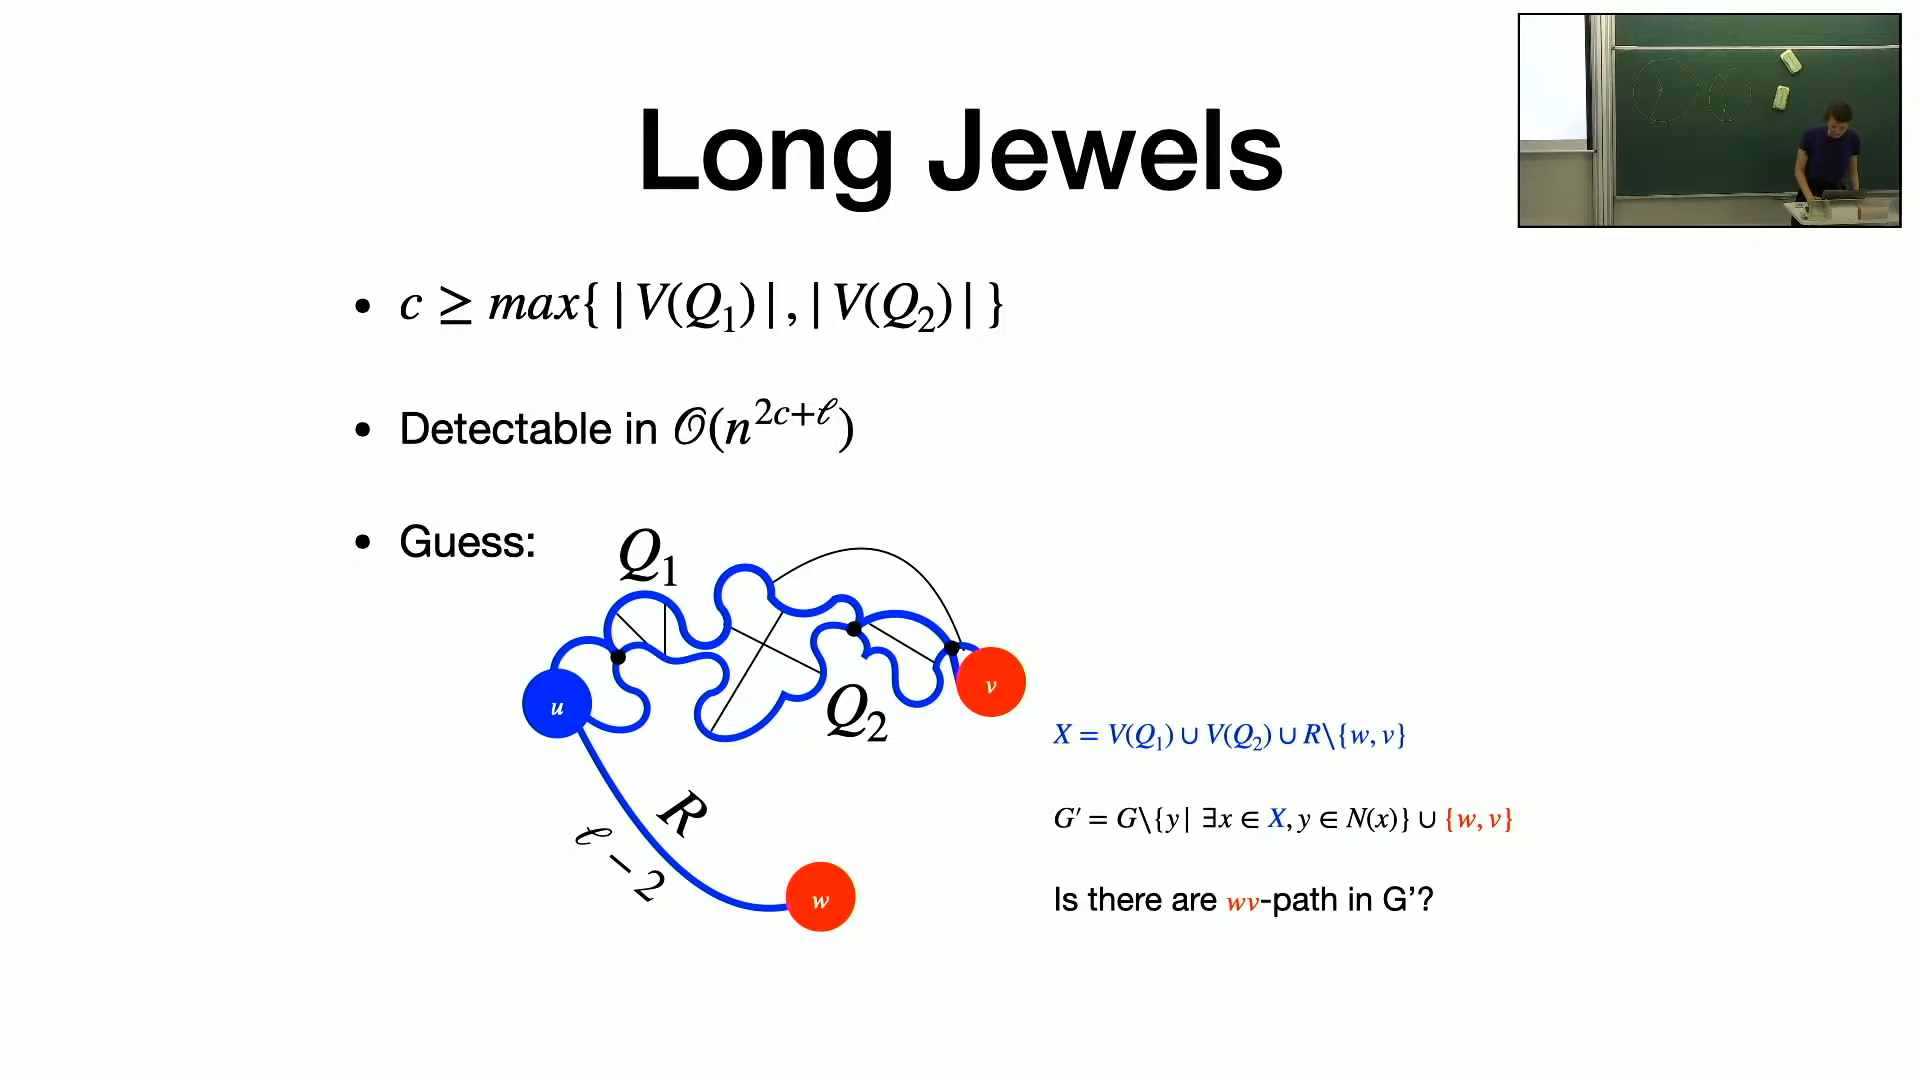 Long Jewels
• c ≥ max{ | V(Q₁) | , | V(Q₂) | }
• Detectable in 𝒪(n^{2c+ℓ})
• Guess:
Q₁
u
v
Q₂
X = V(Q₁) ∪ V(Q₂) ∪ R\{w, v}
R
ℓ − 2
G′ = G\{y | ∃x ∈ X, y ∈ N(x)} ∪ {w, v}
w
Is there are wv-path in G’?